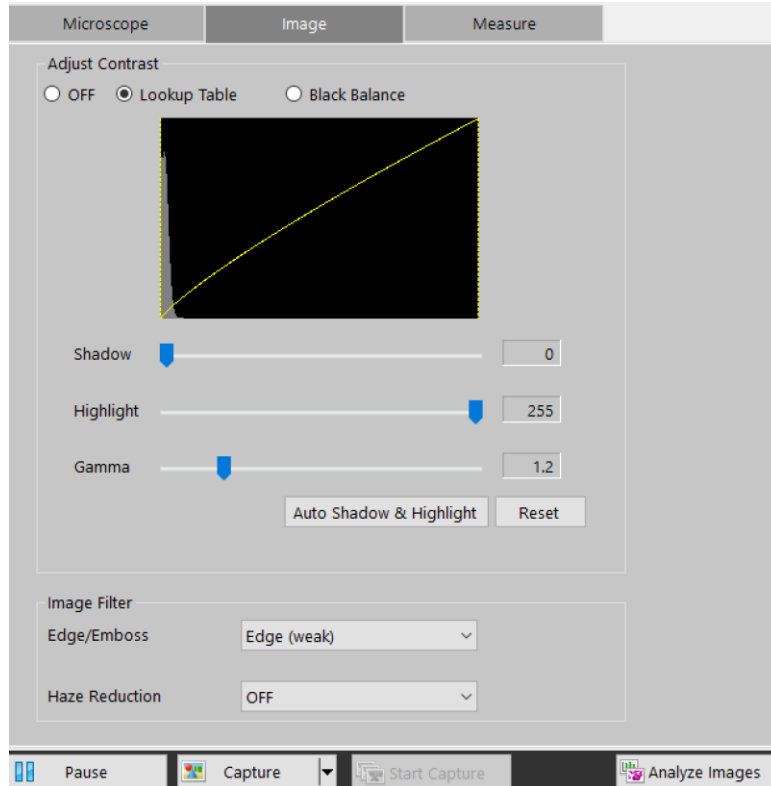 Microscope Image Measure
Adjust Contrast
OFF Lookup Table Black Balance
Shadow 0
Highlight 255
Gamma 1.2
Auto Shadow & Highlight Reset
Image Filter
Edge/Emboss Edge (weak)
Haze Reduction OFF
Pause Capture Start Capture Analyze Images